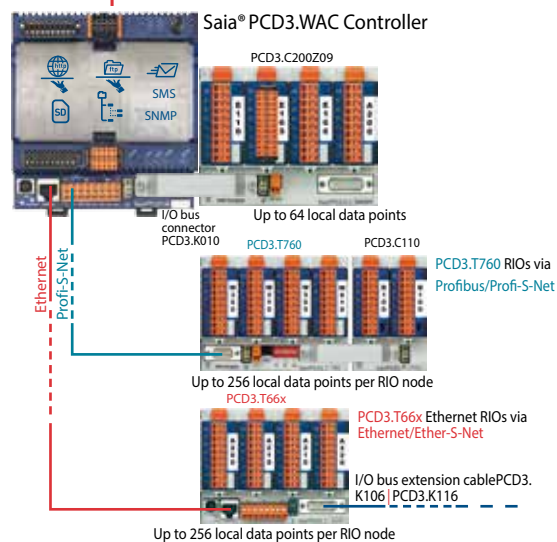 Saia® PCD3.WAC Controller
PCD3.C200Z09
http
ftp
SMS
SD
SNMP
I/O bus
connector
PCD3.K010
Up to 64 local data points
Ethernet
Profi-S-Net
PCD3.T760
PCD3.C110
PCD3.T760 RIOs via
Profibus/Profi-S-Net
Up to 256 local data points per RIO node
PCD3.T66x
PCD3.T66x Ethernet RIOs via
Ethernet/Ether-S-Net
I/O bus extension cablePCD3.
K106|PCD3.K116
Up to 256 local data points per RIO node